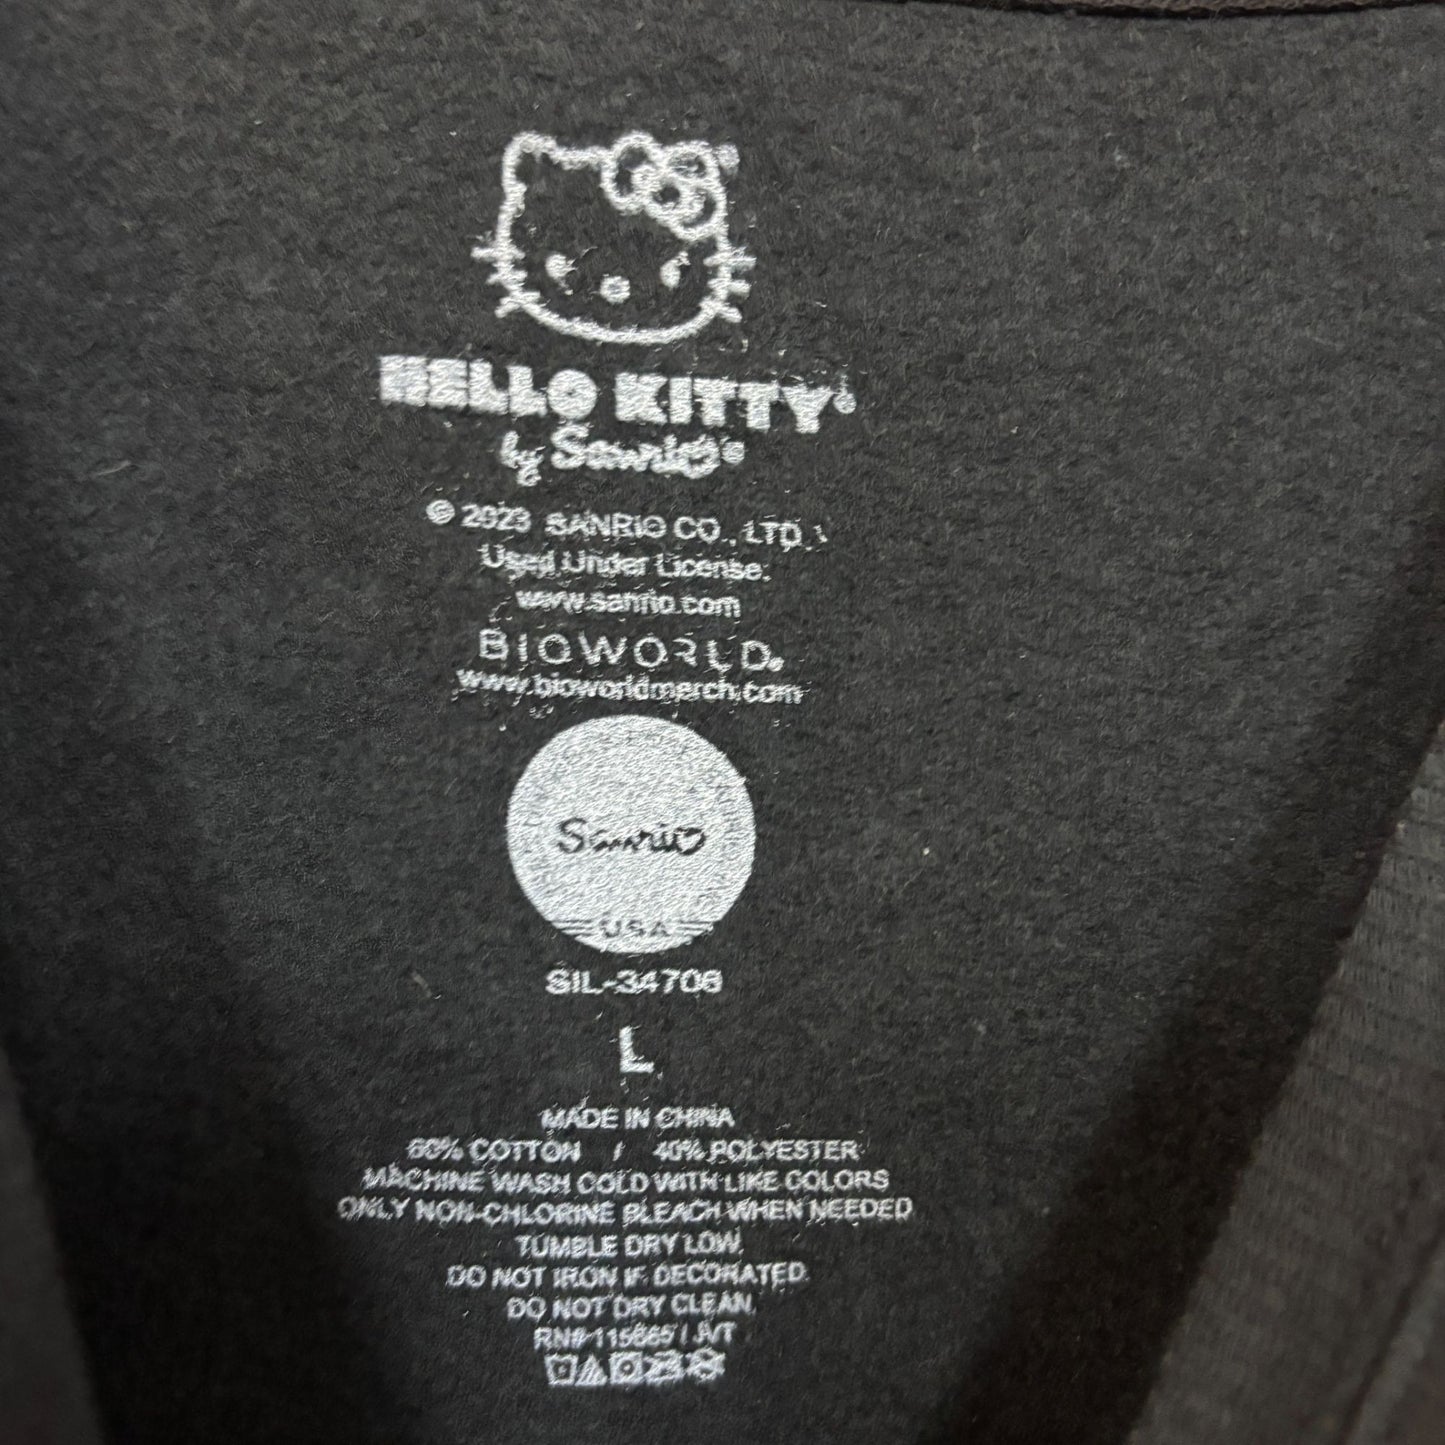 HELLO KITTY®
by Sanrio®
© 2023 SANRIO CO., LTD.
Used Under License.
www.sanrio.com
BIOWORLD®
www.bioworldmerch.com
Sanrio
USA
SIL-34706
L
MADE IN CHINA
60% COTTON / 40% POLYESTER
MACHINE WASH COLD WITH LIKE COLORS
ONLY NON-CHLORINE BLEACH WHEN NEEDED
TUMBLE DRY LOW.
DO NOT IRON IF DECORATED.
DO NOT DRY CLEAN.
RN# / JVT